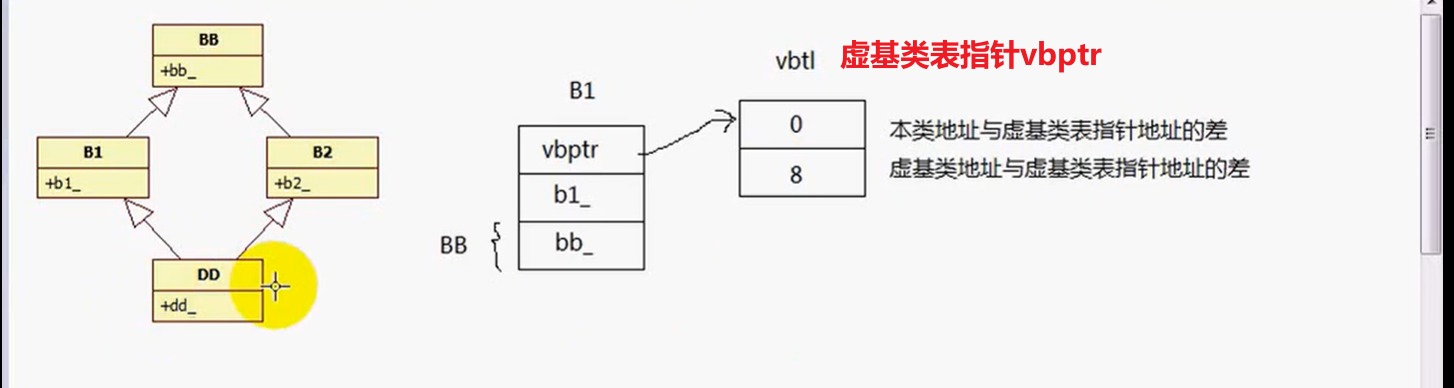 BB
+bb_
B1
+b1_
B2
+b2_
DD
+dd_
B1
vbptr
b1_
BB
bb_
vbtl
虚基类表指针vbptr
0
本类地址与虚基类表指针地址的差
8
虚基类地址与虚基类表指针地址的差